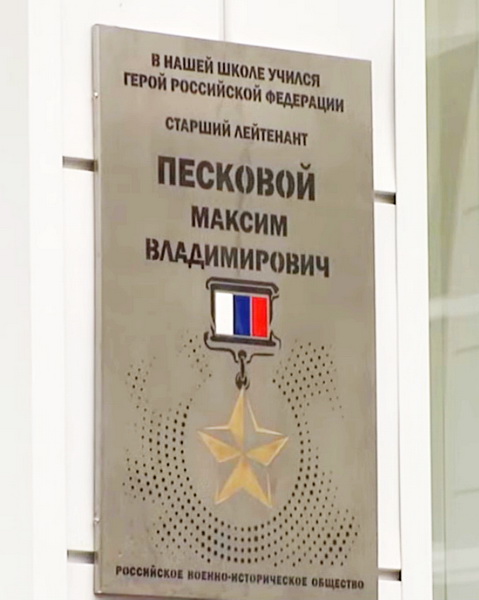 В НАШЕЙ ШКОЛЕ УЧИЛСЯ
ГЕРОЙ РОССИЙСКОЙ ФЕДЕРАЦИИ
СТАРШИЙ ЛЕЙТЕНАНТ
ПЕСКОВОЙ
МАКСИМ
ВЛАДИМИРОВИЧ
РОССИЙСКОЕ ВОЕННО-ИСТОРИЧЕСКОЕ ОБЩЕСТВО